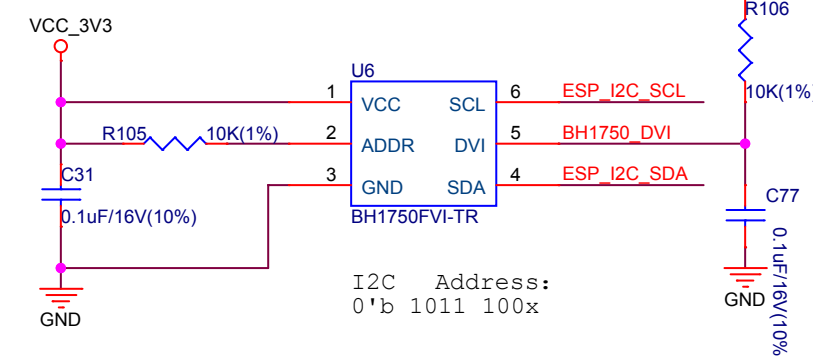 R106
VCC_3V3
U6
1
VCC
SCL
6
ESP_I2C_SCL
10K(1%)
R105
10K(1%)
2
ADDR
DVI
5
BH1750_DVI
C31
3
GND
SDA
4
ESP_I2C_SDA
0.1uF/16V(10%)
BH1750FVI-TR
C77
0.1uF/16V(10%
I2C Address:
0'b 1011 100x
GND
GND